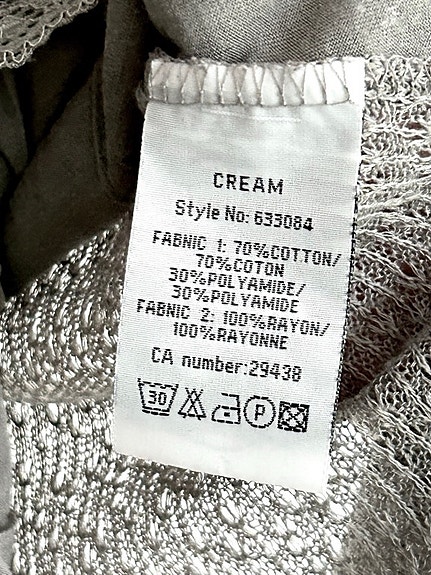 CREAM
Style No: 633084
FABNIC 1: 70%COTTON/
70%COTON
30%POLYAMIDE/
30%POLYAMIDE
FABNIC 2: 100%RAYON/
100%RAYONNE
CA number:29438
30 P